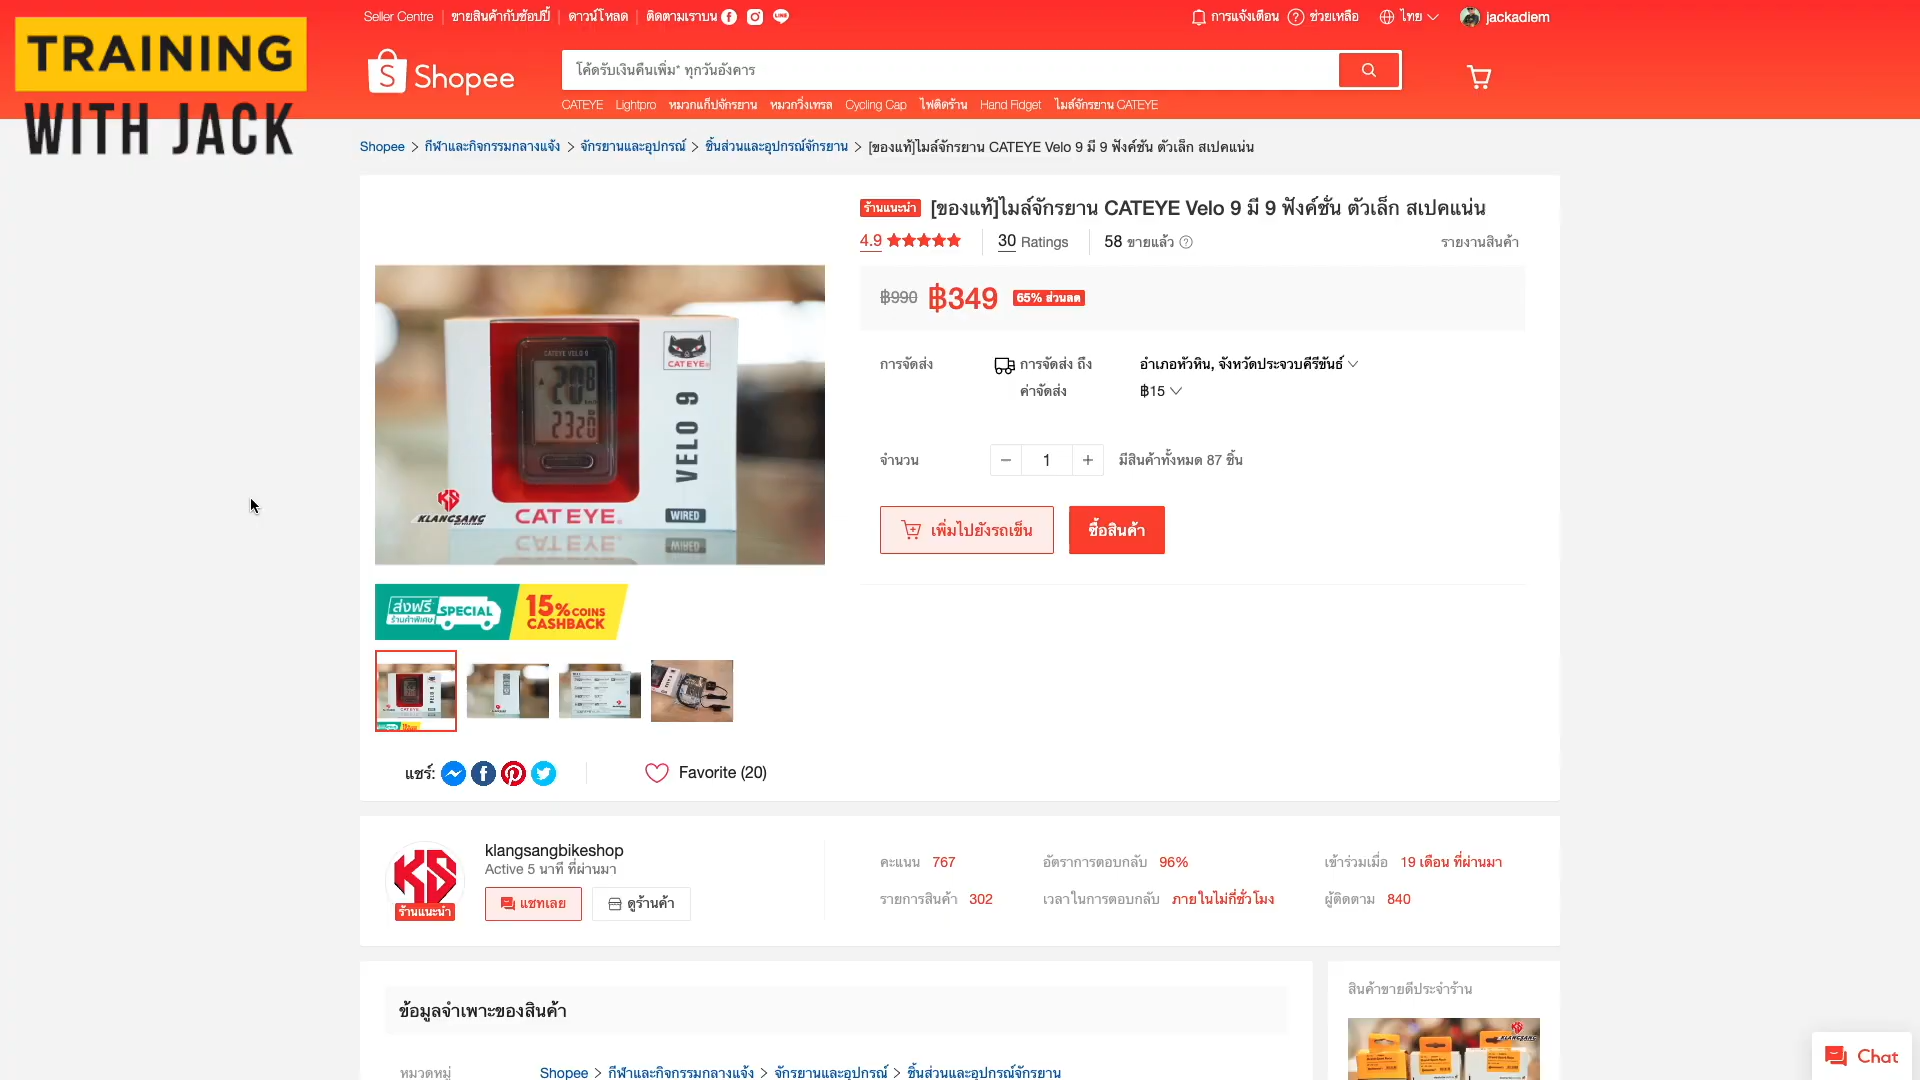 TRAINING
WITH JACK
Seller Centre
ขายสินค้ากับช้อปปี้
ดาวน์โหลด
ติดตามเราบน
การแจ้งเตือน
ช่วยเหลือ
ไทย
jackadiem
Shopee
โค้ดรับเงินคืนเพิ่ม* ทุกวันอังคาร
CATEYE Lightpro หมวกแก็ปจักรยาน หมวกวิ่งเทรล Cycling Cap ไฟติดร้าน Hand Fidget ไมล์จักรยาน CATEYE
Shopee > กีฬาและกิจกรรมกลางแจ้ง > จักรยานและอุปกรณ์ > ชิ้นส่วนและอุปกรณ์จักรยาน > [ของแท้]ไมล์จักรยาน CATEYE Velo 9 มี 9 ฟังค์ชั่น ตัวเล็ก สเปคแน่น
ร้านแนะนำ [ของแท้]ไมล์จักรยาน CATEYE Velo 9 มี 9 ฟังค์ชั่น ตัวเล็ก สเปคแน่น
4.9
30 Ratings
58 ขายแล้ว
รายงานสินค้า
฿990 ฿349 65% ส่วนลด
การจัดส่ง
การจัดส่ง ถึง
อำเภอหัวหิน, จังหวัดประจวบคีรีขันธ์
ค่าจัดส่ง
฿15
จำนวน
− 1 +
มีสินค้าทั้งหมด 87 ชิ้น
เพิ่มไปยังรถเข็น
ซื้อสินค้า
CATEYE VELO 9
CATEYE
VELO 9
KLANGSANG
CATEYE
WIRED
ส่งฟรี SPECIAL
ร้านค้าพิเศษ
15% COINS CASHBACK
แชร์:
Favorite (20)
ร้านแนะนำ
klangsangbikeshop
Active 5 นาที ที่ผ่านมา
แชทเลย
ดูร้านค้า
คะแนน 767
อัตราการตอบกลับ 96%
เข้าร่วมเมื่อ 19 เดือน ที่ผ่านมา
รายการสินค้า 302
เวลาในการตอบกลับ ภายในไม่กี่ชั่วโมง
ผู้ติดตาม 840
ข้อมูลจำเพาะของสินค้า
สินค้าขายดีประจำร้าน
หมวดหมู่
Shopee > กีฬาและกิจกรรมกลางแจ้ง > จักรยานและอุปกรณ์ > ชิ้นส่วนและอุปกรณ์จักรยาน
Chat